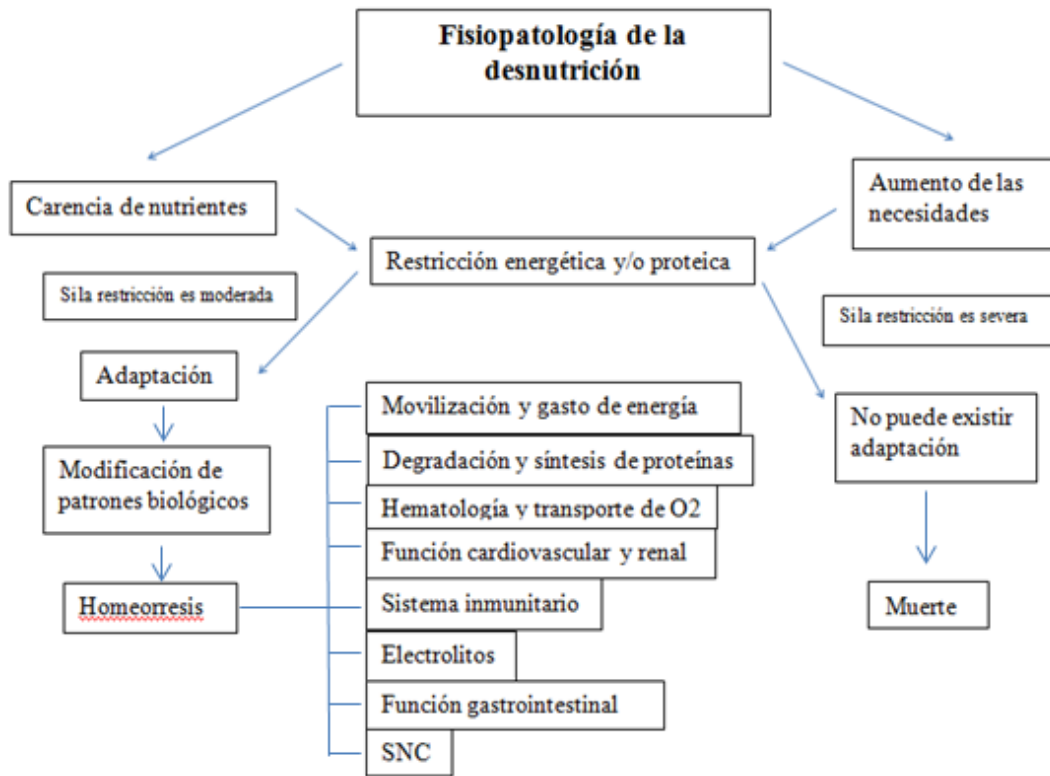 Fisiopatología de la
desnutrición
Carencia de nutrientes
Aumento de las
necesidades
Restricción energética y/o proteica
Si la restricción es moderada
Si la restricción es severa
Adaptación
Movilización y gasto de energía
No puede existir
adaptación
Degradación y síntesis de proteínas
Modificación de
patrones biológicos
Hematología y transporte de O2
Función cardiovascular y renal
Homeorresis
Sistema inmunitario
Muerte
Electrolitos
Función gastrointestinal
SNC